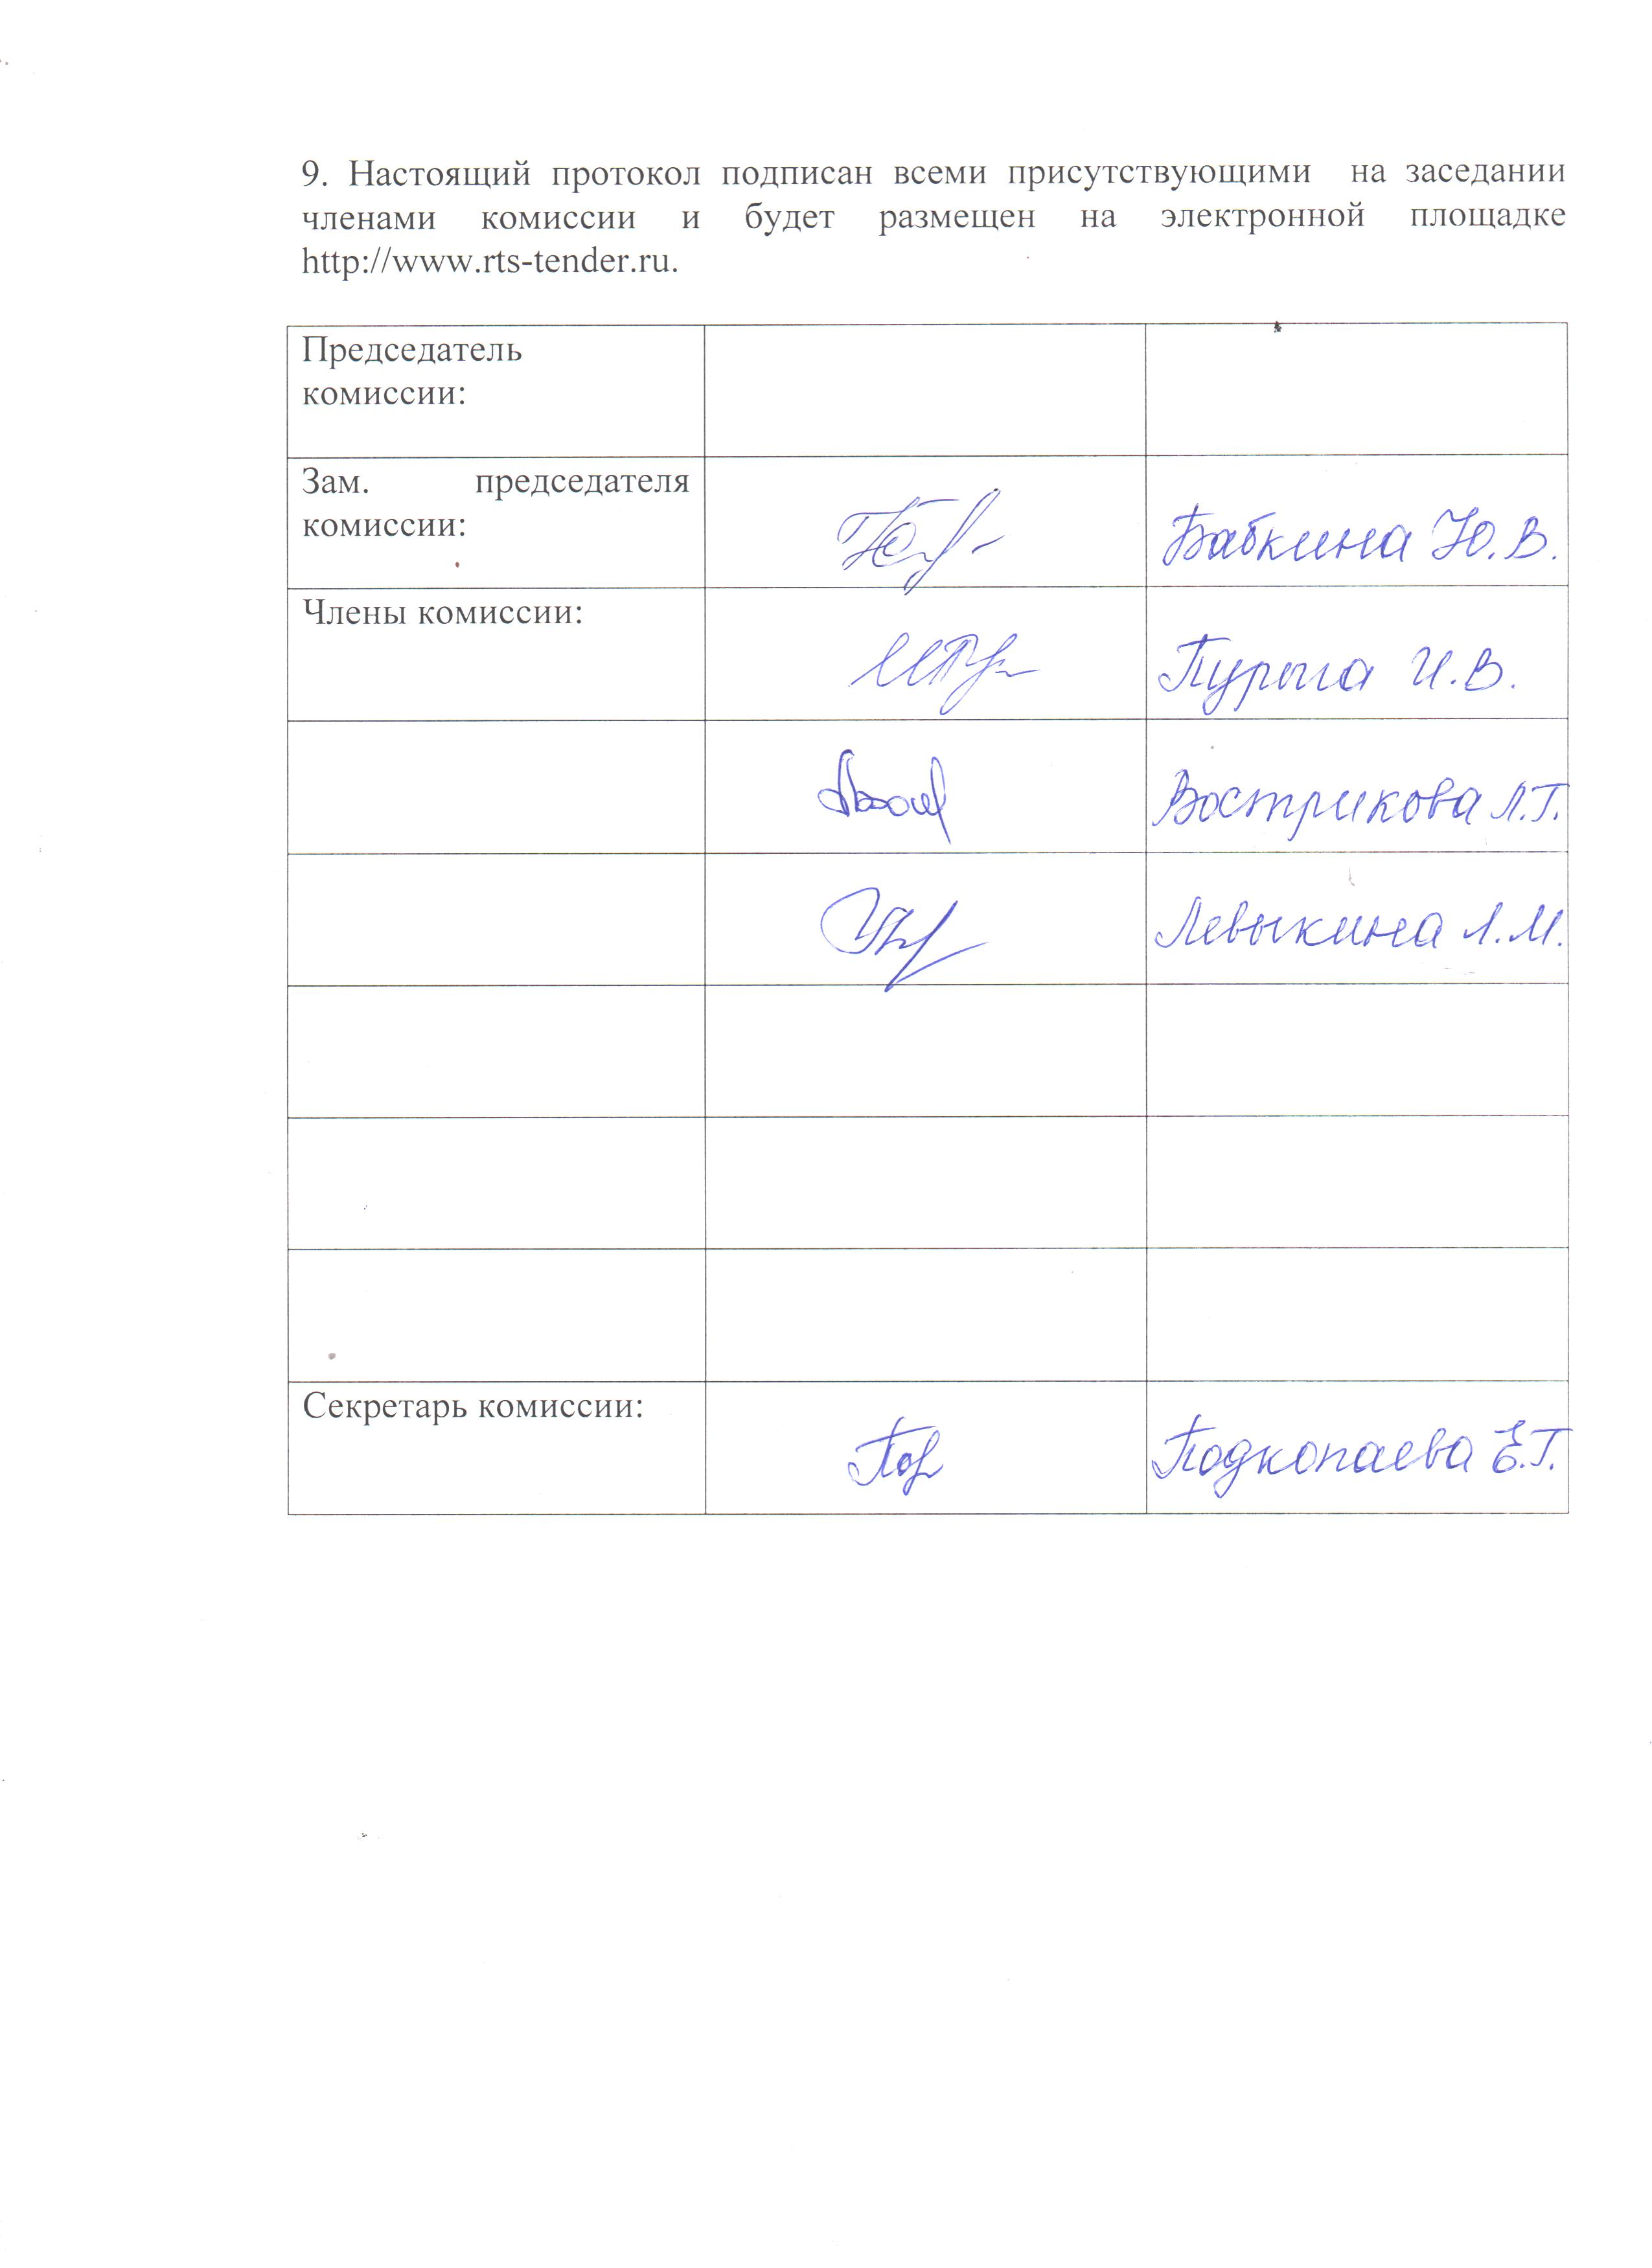 9. Настоящий протокол подписан всеми присутствующими на заседании
членами комиссии и будет размещен на электронной площадке
http://www.rts-tender.ru.
Председатель
комиссии:
Зам. председателя
комиссии:
Бабкина Ю.В.
Члены комиссии:
Пурыга И.В.
Вострикова Л.Г.
Левыкина Л.М.
Секретарь комиссии:
Подкопаева Е.Г.